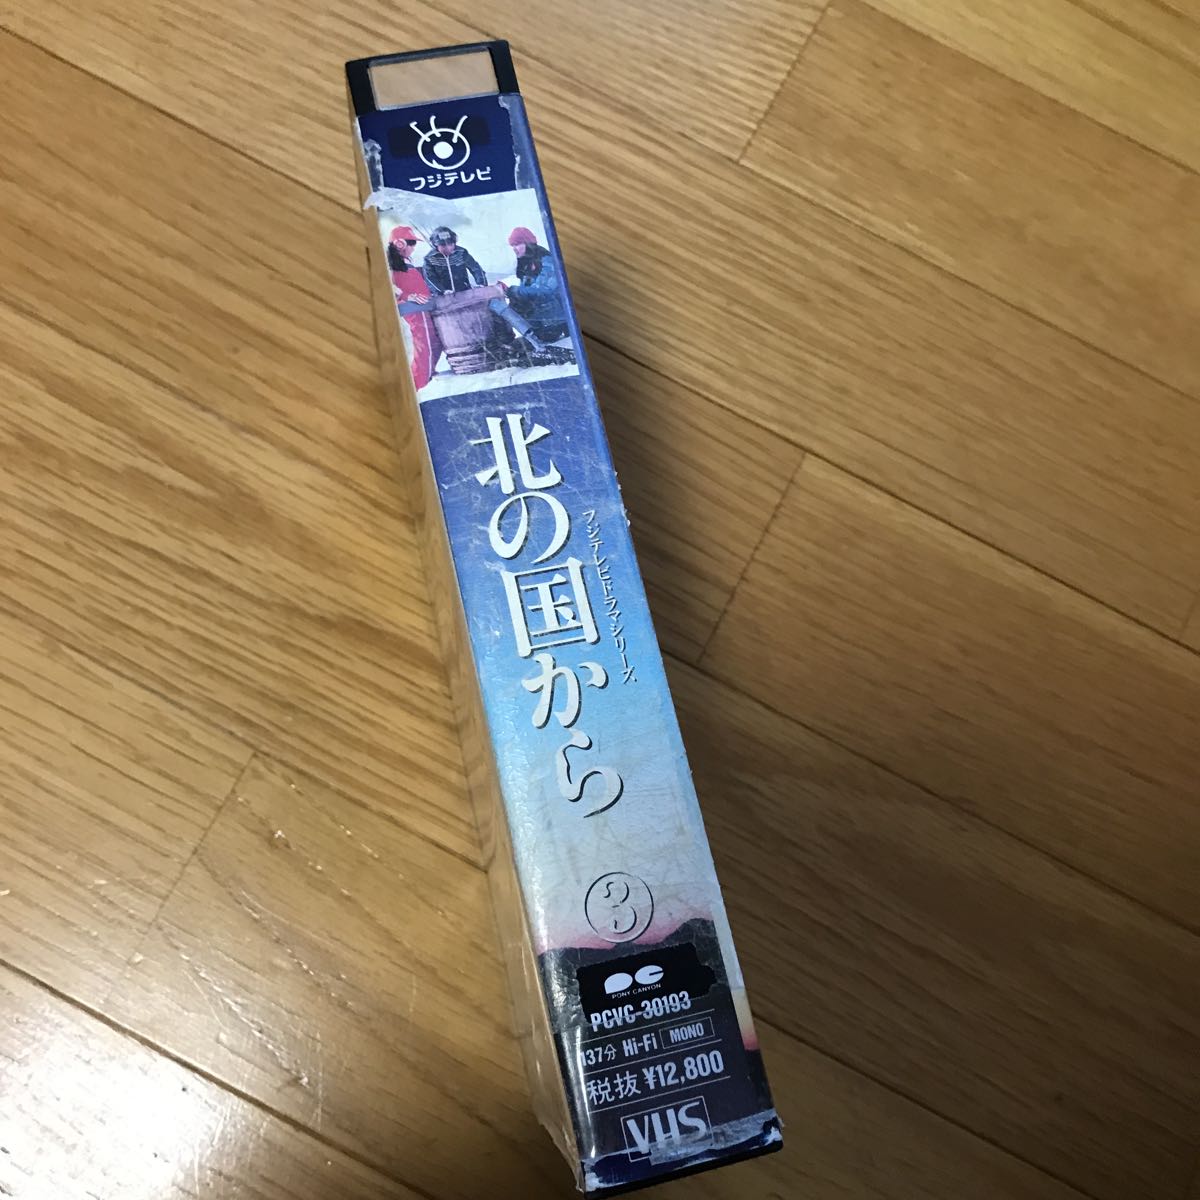 フジテレビ
北の国から
フジテレビドラマシリーズ
3
PC
PONY CANYON
PCVC-30193
137分 Hi-Fi MONO
税抜 ¥12,800
VHS